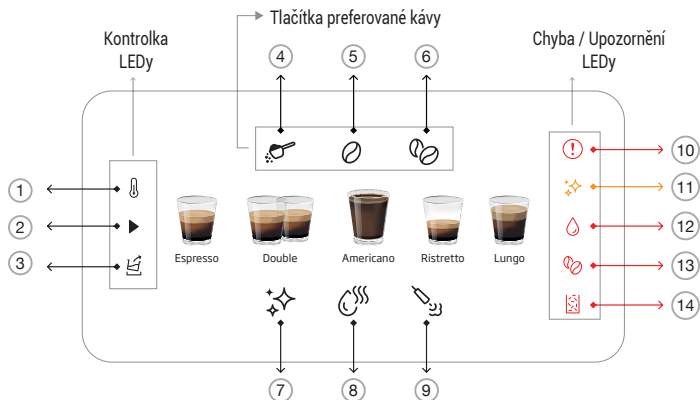 Tlačítka preferované kávy
Kontrolka
LEDy
Chyba / Upozornění
LEDy
4
5
6
1
2
3
10
11
12
13
14
Espresso
Double
Americano
Ristretto
Lungo
7
8
9